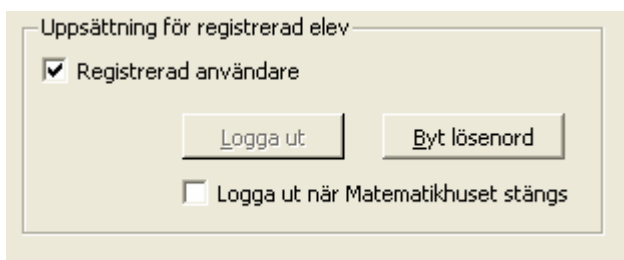 Uppsättning för registrerad elev
Registrerad användare
Logga ut
Byt lösenord
Logga ut när Matematikhuset stängs